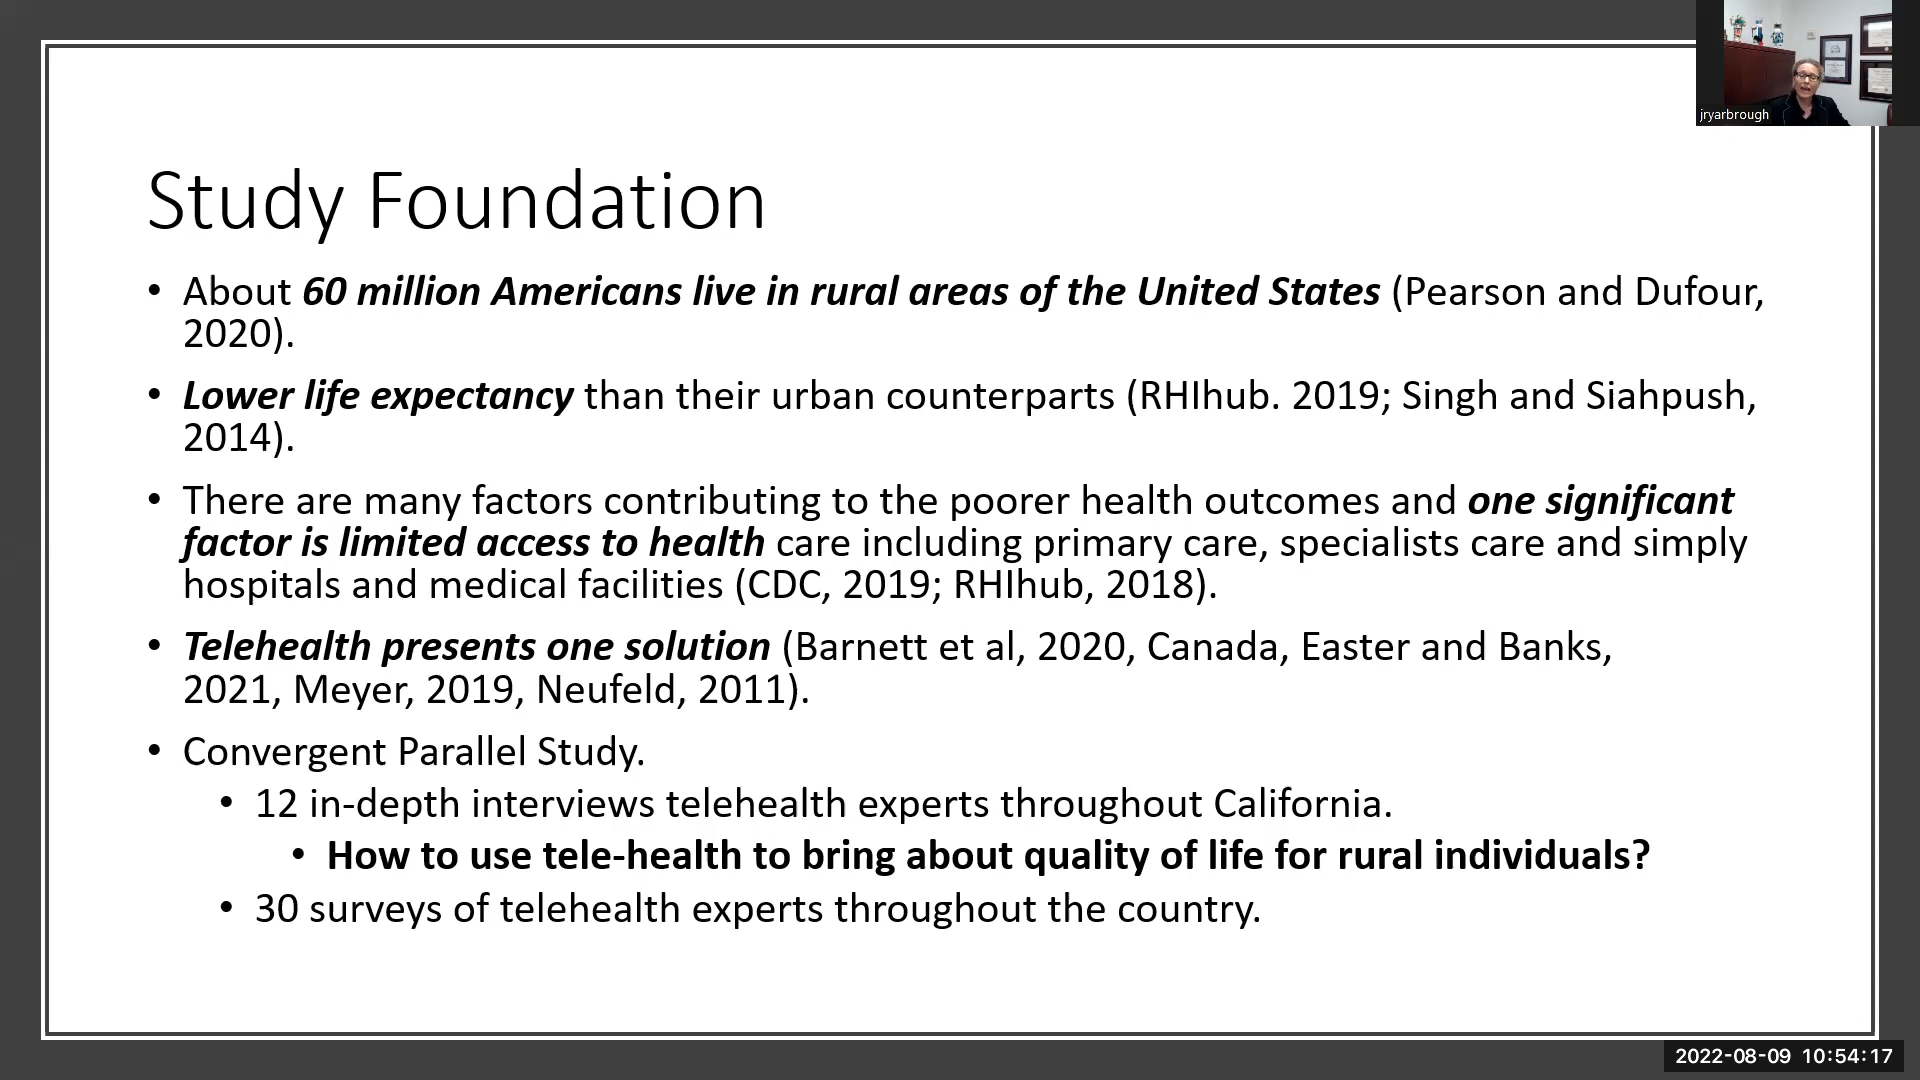 jryarbrough
Study Foundation
• About 60 million Americans live in rural areas of the United States (Pearson and Dufour,
2020).
• Lower life expectancy than their urban counterparts (RHIhub. 2019; Singh and Siahpush,
2014).
• There are many factors contributing to the poorer health outcomes and one significant
factor is limited access to health care including primary care, specialists care and simply
hospitals and medical facilities (CDC, 2019; RHIhub, 2018).
• Telehealth presents one solution (Barnett et al, 2020, Canada, Easter and Banks,
2021, Meyer, 2019, Neufeld, 2011).
• Convergent Parallel Study.
• 12 in-depth interviews telehealth experts throughout California.
• How to use tele-health to bring about quality of life for rural individuals?
• 30 surveys of telehealth experts throughout the country.
2022-08-09 10:54:17